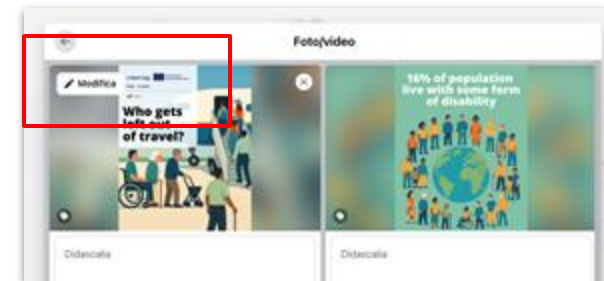 Foto/video
Modifica
Interreg
Who gets
left out
of travel?
16% of population
live with some form
of disability
Didascalia
Didascalia